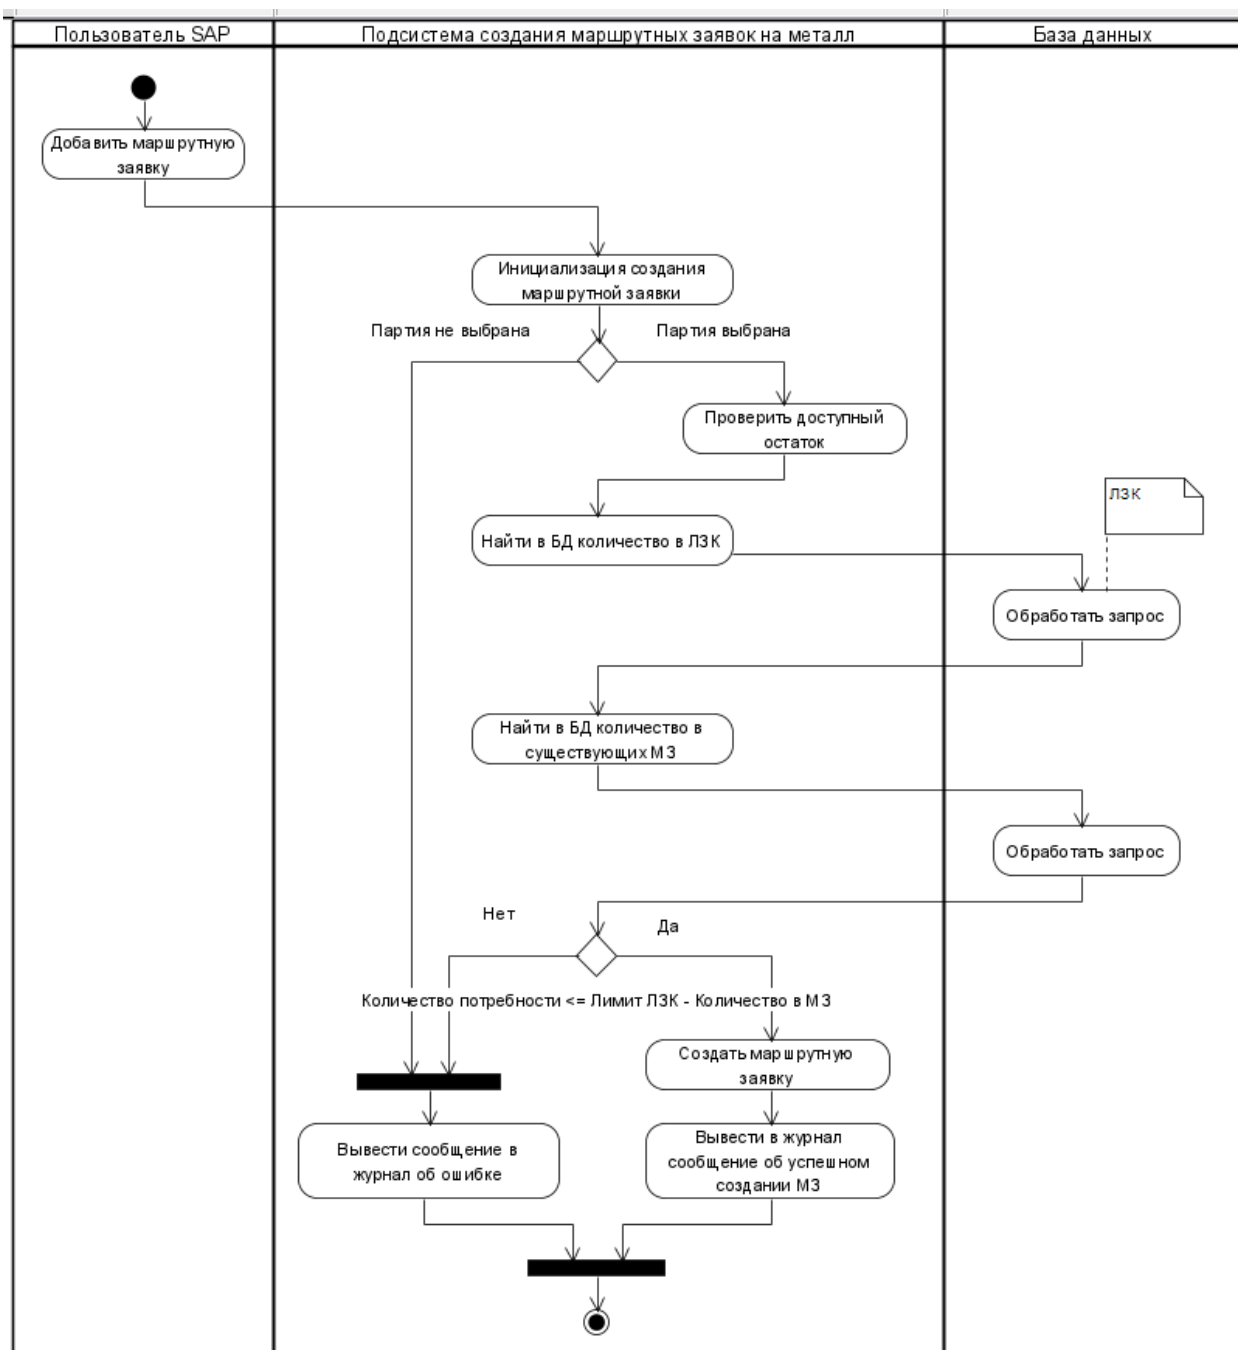 Пользователь SAP
Подсистема создания маршрутных заявок на металл
База данных
Добавить маршрутную
заявку
Инициализация создания
маршрутной заявки
Партия не выбрана
Партия выбрана
Проверить доступный
остаток
ЛЗК
Найти в БД количество в ЛЗК
Обработать запрос
Найти в БД количество в
существующих МЗ
Обработать запрос
Нет
Да
Количество потребности <= Лимит ЛЗК - Количество в МЗ
Создать маршрутную
заявку
Вывести сообщение в
журнал об ошибке
Вывести в журнал
сообщение об успешном
создании МЗ